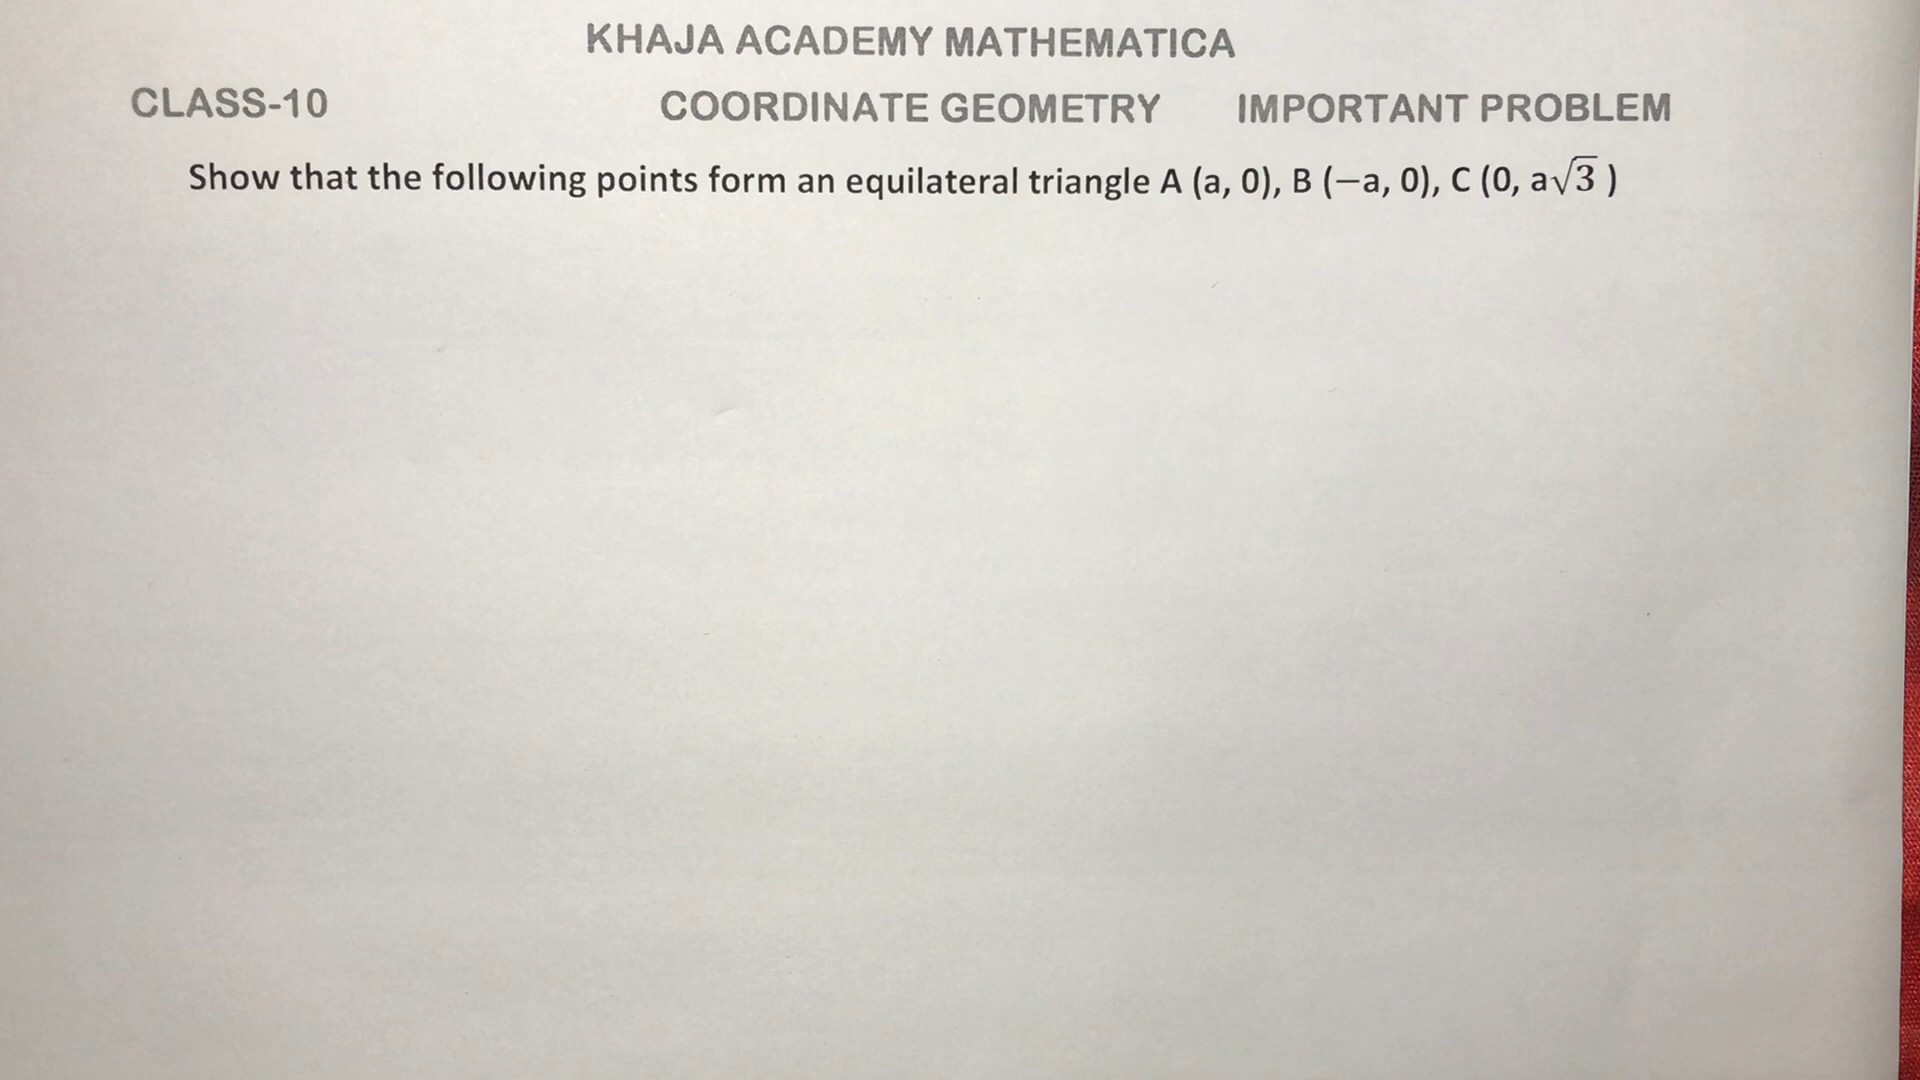 KHAJA ACADEMY MATHEMATICA
CLASS-10 COORDINATE GEOMETRY IMPORTANT PROBLEM
Show that the following points form an equilateral triangle A (a, 0), B (−a, 0), C (0, a√3 )